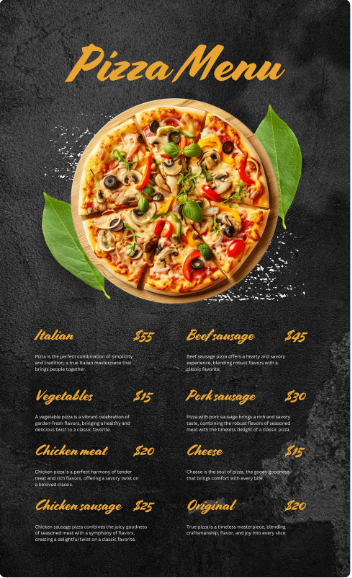 Pizza Menu
Italian $55
Pizza is the perfect combination of simplicity
and tradition, a true Italian masterpiece that
brings people together.
Beef sausage $45
Beef sausage pizza offers a hearty and savory
experience, blending robust flavors with a
classic favorite.
Vegetables $15
A vegetable pizza is a vibrant celebration of
garden-fresh flavors, bringing a healthy and
delicious twist to a classic favorite.
Pork sausage $30
Pizza with pork sausage brings a rich and savory
taste, combining the robust flavors of seasoned
meat with the timeless delight of a classic pizza.
Chicken meat $20
Chicken pizza is a perfect harmony of tender
meat and rich flavors, offering a savory twist on
a beloved classic.
Cheese $15
Cheese is the soul of pizza, the gooey goodness
that brings comfort with every bite.
Chicken sausage $25
Chicken sausage pizza combines the juicy goodness
of seasoned meat with a symphony of flavors,
creating a delightful twist on a classic favorite.
Original $20
True pizza is a timeless masterpiece, blending
craftsmanship, flavor, and joy into every slice.